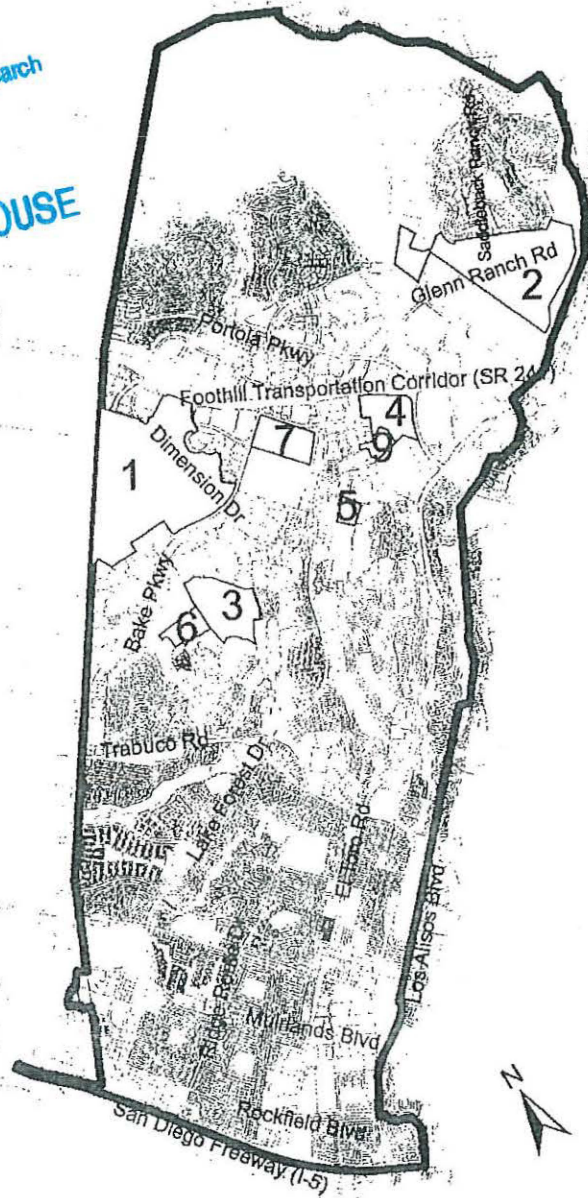 arch
OUSE
Saddleback Ranch Rd
Glenn Ranch Rd
2
Portola Pkwy
Foothill Transportation Corridor (SR 24
4
7
9
Dimension Dr
1
5
Bake Pkwy
3
6
Trabuco Rd
Lake Forest Dr
El Toro Rd
Los Alisos Blvd
Ridge Route Dr
Muirlands Blvd
Rockfield Blvd
San Diego Freeway (I-5)
N